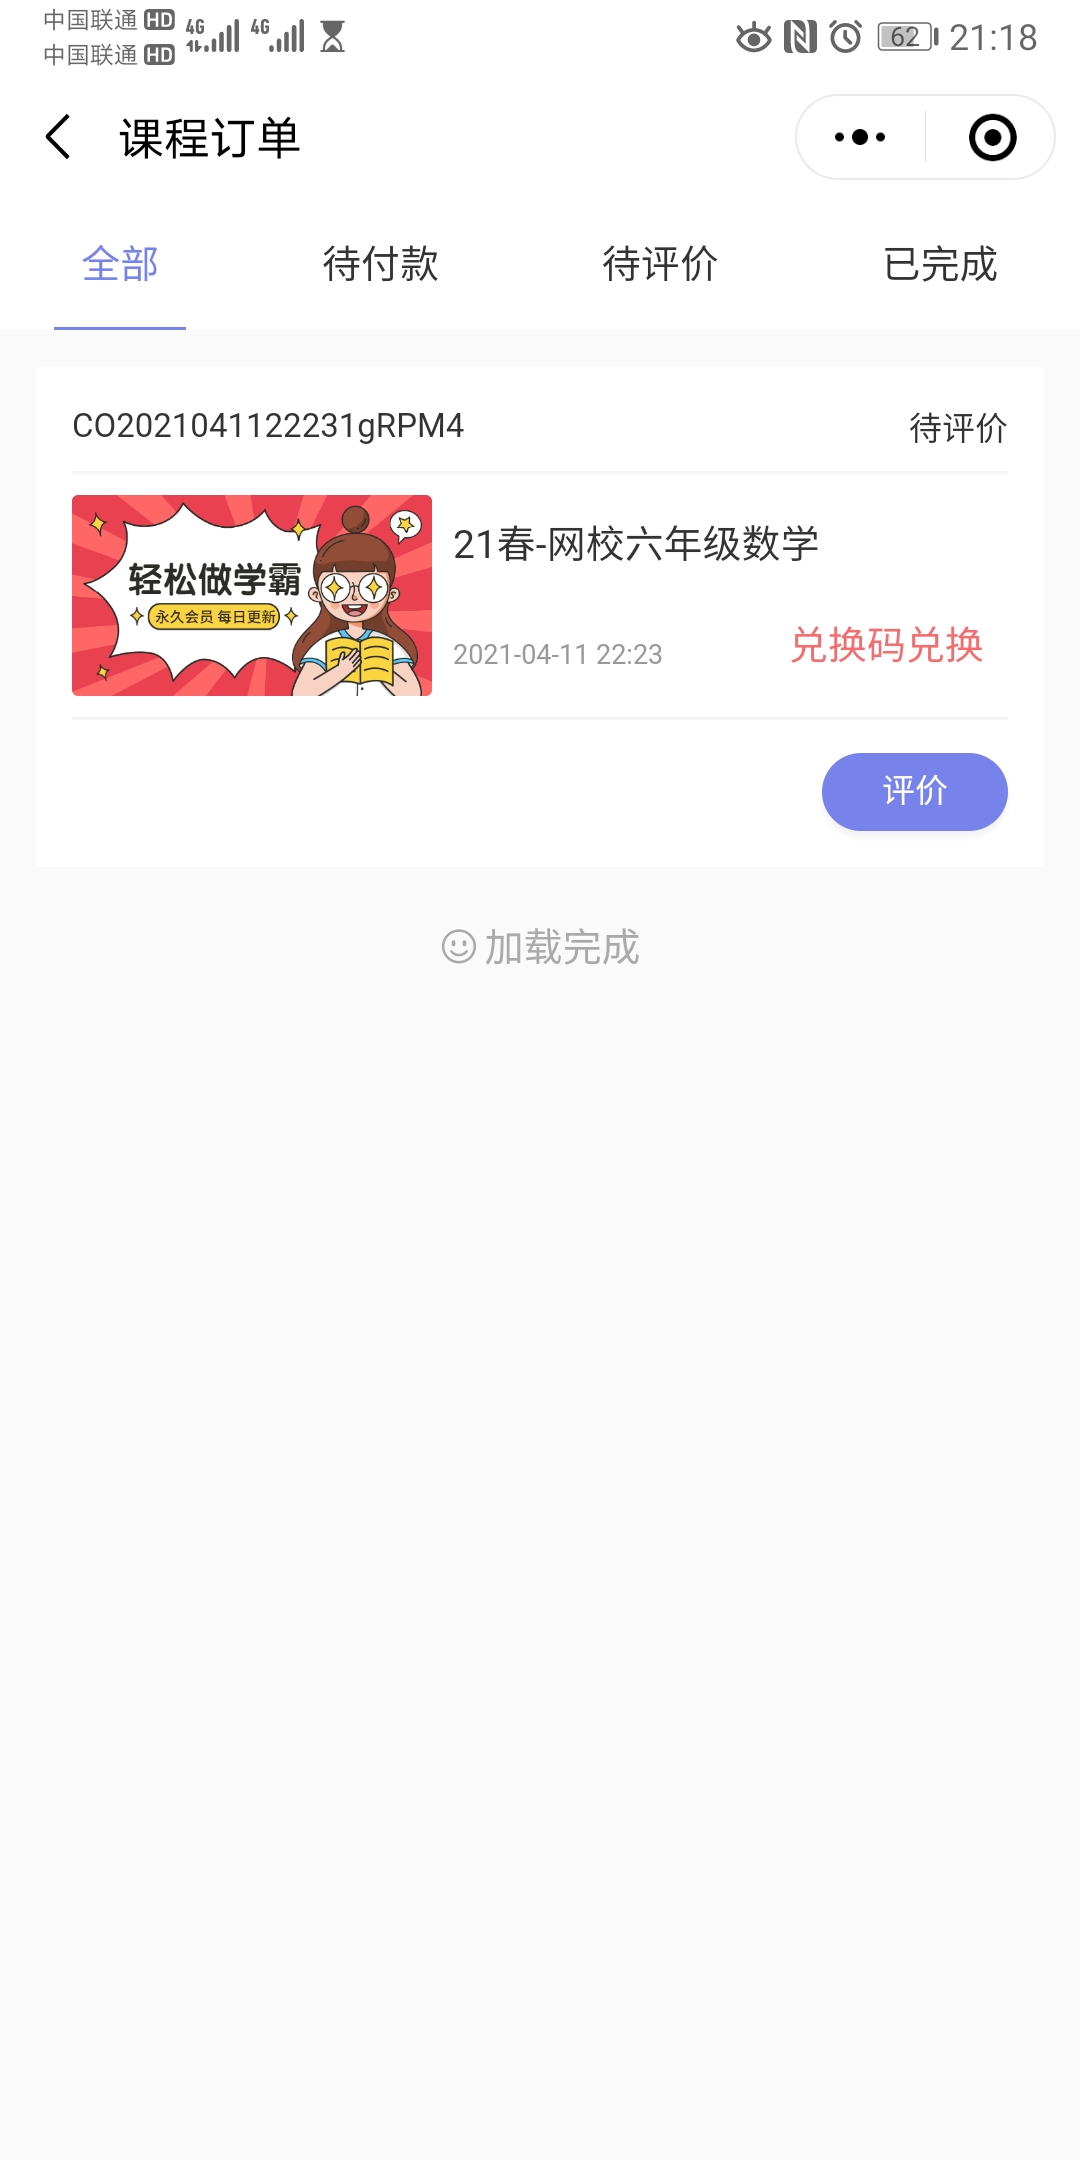 中国联通 HD 4G 4G 62 21:18
中国联通 HD
课程订单
全部 待付款 待评价 已完成
CO2021041122231gRPM4 待评价
轻松做学霸
永久会员 每日更新
21春-网校六年级数学
2021-04-11 22:23 兑换码兑换
评价
加载完成